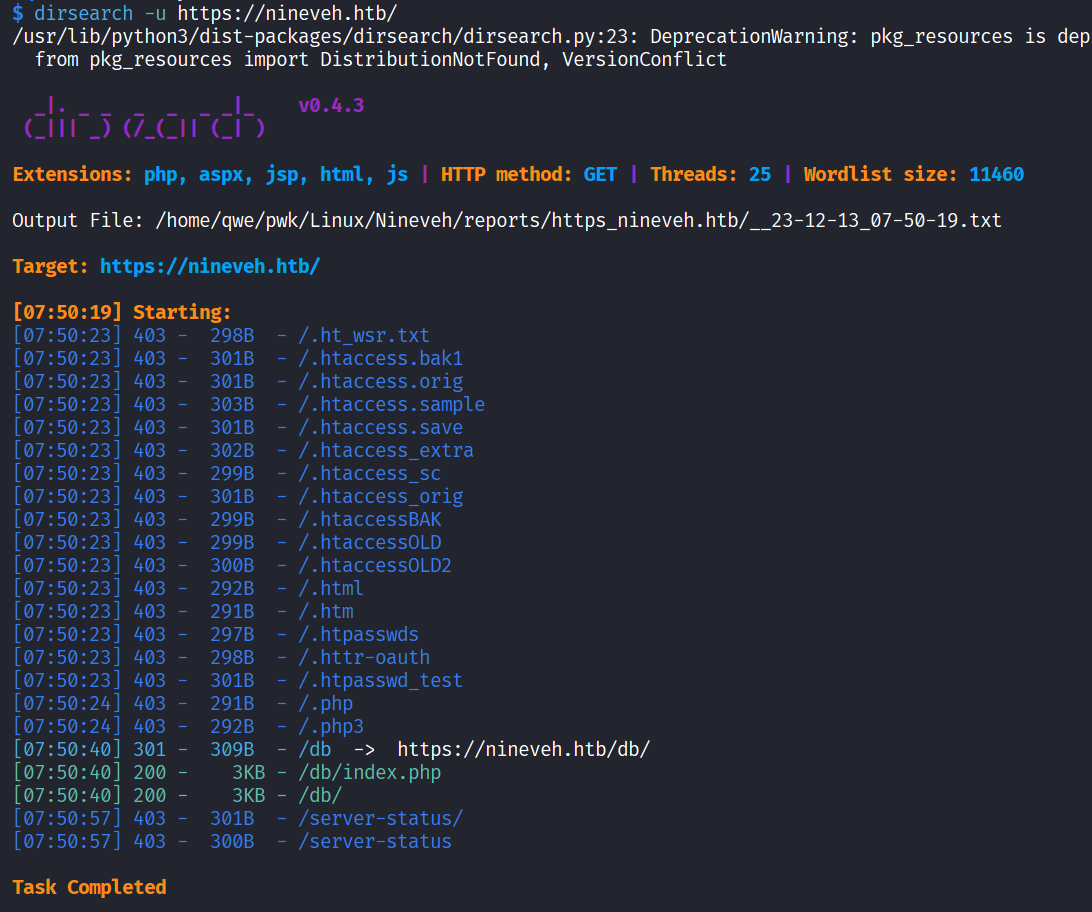 $ dirsearch -u https://nineveh.htb/
/usr/lib/python3/dist-packages/dirsearch/dirsearch.py:23: DeprecationWarning: pkg_resources is dep
  from pkg_resources import DistributionNotFound, VersionConflict
  _|. _ _  _  _  _ _|_    v0.4.3
 (_||| _) (/_(_|| (_| )
Extensions: php, aspx, jsp, html, js | HTTP method: GET | Threads: 25 | Wordlist size: 11460
Output File: /home/qwe/pwk/Linux/Nineveh/reports/https_nineveh.htb/__23-12-13_07-50-19.txt
Target: https://nineveh.htb/
[07:50:19] Starting:
[07:50:23] 403 -  298B  - /.ht_wsr.txt
[07:50:23] 403 -  301B  - /.htaccess.bak1
[07:50:23] 403 -  301B  - /.htaccess.orig
[07:50:23] 403 -  303B  - /.htaccess.sample
[07:50:23] 403 -  301B  - /.htaccess.save
[07:50:23] 403 -  302B  - /.htaccess_extra
[07:50:23] 403 -  299B  - /.htaccess_sc
[07:50:23] 403 -  301B  - /.htaccess_orig
[07:50:23] 403 -  299B  - /.htaccessBAK
[07:50:23] 403 -  299B  - /.htaccessOLD
[07:50:23] 403 -  300B  - /.htaccessOLD2
[07:50:23] 403 -  292B  - /.html
[07:50:23] 403 -  291B  - /.htm
[07:50:23] 403 -  297B  - /.htpasswds
[07:50:23] 403 -  298B  - /.httr-oauth
[07:50:23] 403 -  301B  - /.htpasswd_test
[07:50:24] 403 -  291B  - /.php
[07:50:24] 403 -  292B  - /.php3
[07:50:40] 301 -  309B  - /db  ->  https://nineveh.htb/db/
[07:50:40] 200 -    3KB - /db/index.php
[07:50:40] 200 -    3KB - /db/
[07:50:57] 403 -  301B  - /server-status/
[07:50:57] 403 -  300B  - /server-status
Task Completed